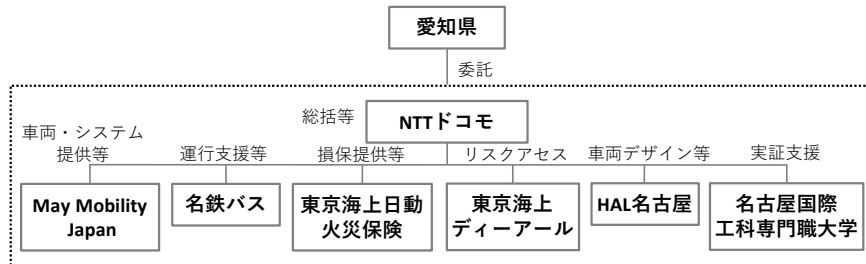 愛知県
委託
総括等
NTTドコモ
車両・システム
提供等
運行支援等
損保提供等
リスクアセス
車両デザイン等
実証支援
May Mobility
Japan
名鉄バス
東京海上日動
火災保険
東京海上
ディーアール
HAL名古屋
名古屋国際
工科専門職大学